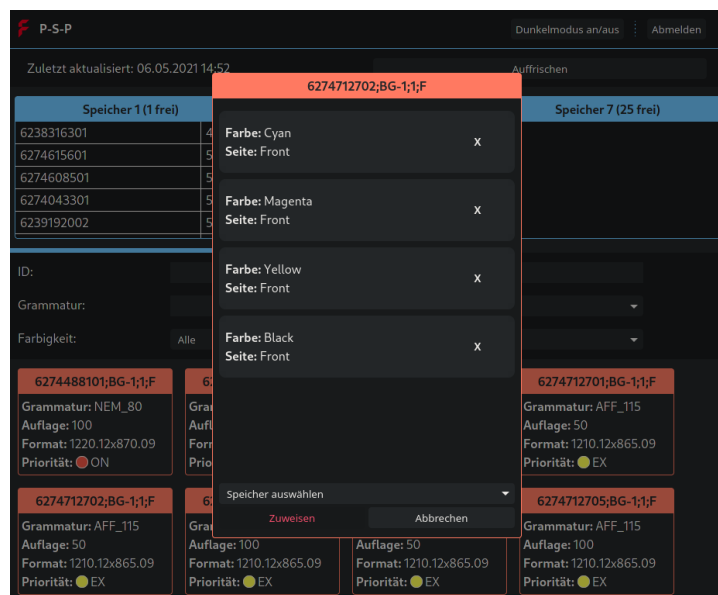 P-S-P
Dunkelmodus an/aus
Abmelden
Zuletzt aktualisiert: 06.05.2021 14:52
Auffrischen
Speicher 1 (1 frei)
Speicher 7 (25 frei)
6238316301
4
6274615601
5
6274608501
5
6274043301
5
6239192002
5
6274712702;BG-1;1;F
Farbe: Cyan
Seite: Front
X
Farbe: Magenta
Seite: Front
X
Farbe: Yellow
Seite: Front
X
Farbe: Black
Seite: Front
X
Speicher auswählen
Zuweisen
Abbrechen
ID:
Grammatur:
Farbigkeit:
Alle
6274488101;BG-1;1;F
Grammatur: NEM_80
Auflage: 100
Format: 1220.12x870.09
Priorität: ON
6274712701;BG-1;1;F
Grammatur: AFF_115
Auflage: 50
Format: 1210.12x865.09
Priorität: EX
6274712702;BG-1;1;F
Grammatur: AFF_115
Auflage: 50
Format: 1210.12x865.09
Priorität: EX
Auflage: 100
Format: 1210.12x865.09
Priorität: EX
Auflage: 50
Format: 1210.12x865.09
Priorität: EX
6274712705;BG-1;1;F
Grammatur: AFF_115
Auflage: 100
Format: 1210.12x865.09
Priorität: EX